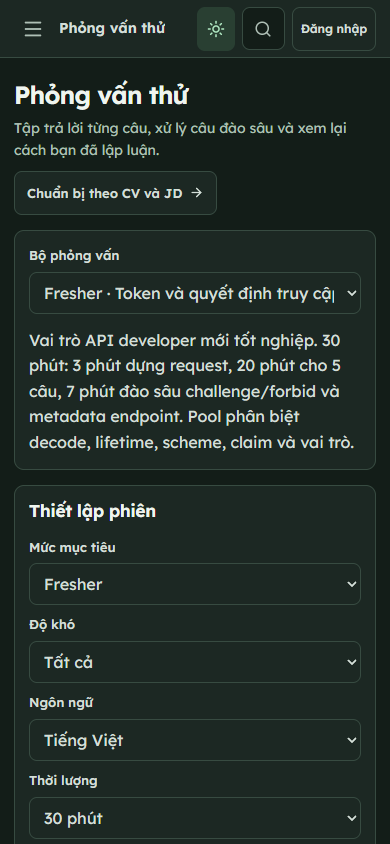 Phỏng vấn thử
Đăng nhập
Phỏng vấn thử
Tập trả lời từng câu, xử lý câu đào sâu và xem lại
cách bạn đã lập luận.
Chuẩn bị theo CV và JD →
Bộ phỏng vấn
Fresher · Token và quyết định truy cập
Vai trò API developer mới tốt nghiệp. 30
phút: 3 phút dựng request, 20 phút cho 5
câu, 7 phút đào sâu challenge/forbid và
metadata endpoint. Pool phân biệt
decode, lifetime, scheme, claim và vai trò.
Thiết lập phiên
Mức mục tiêu
Fresher
Độ khó
Tất cả
Ngôn ngữ
Tiếng Việt
Thời lượng
30 phút